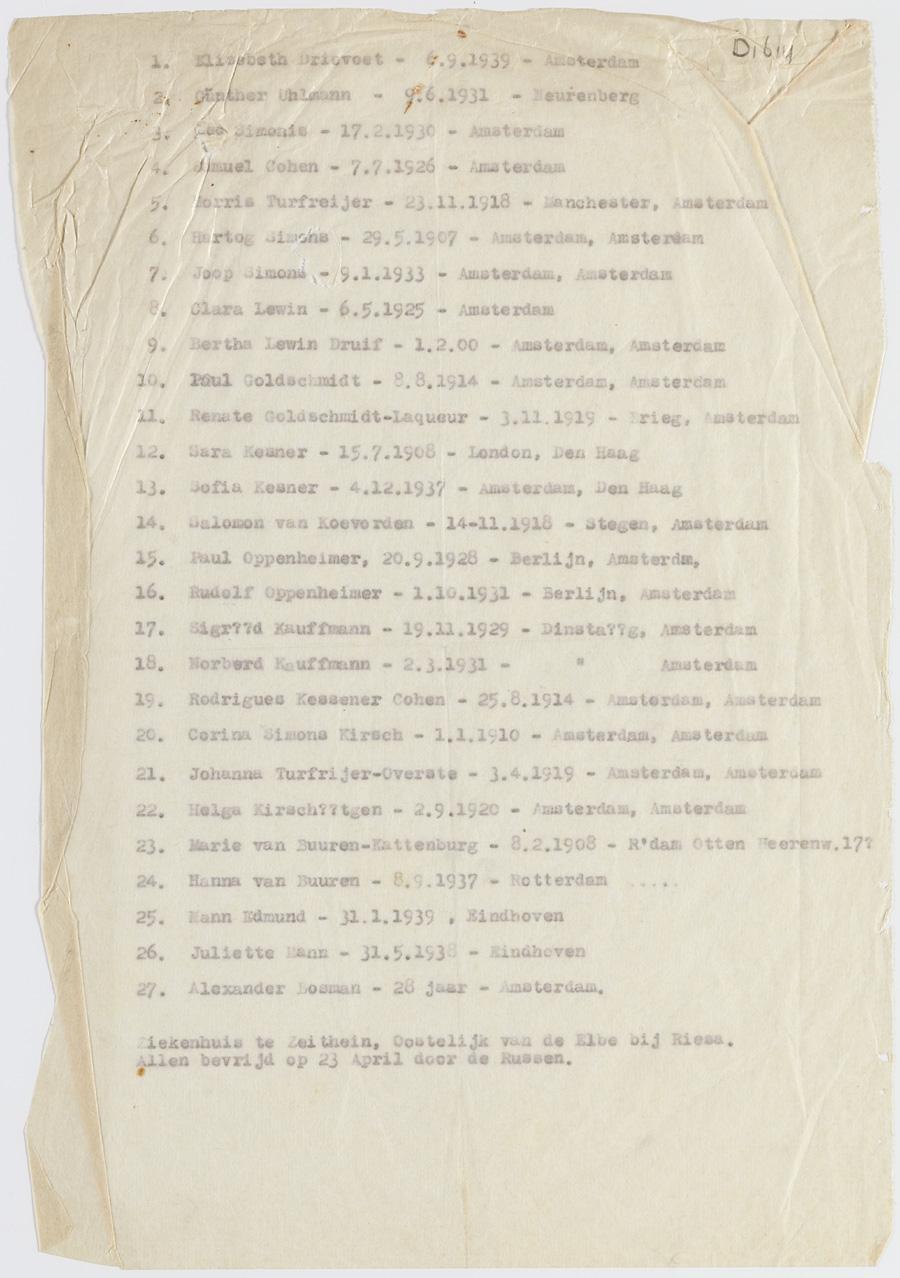 D1614
1. Elisabeth Driovoet - 6.9.1939 - Amsterdam
2. Günther Uhlmann - 9.6.1931 - Neurenberg
3. Leo Simonis - 17.2.1930 - Amsterdam
4. Samuel Cohen - 7.7.1926 - Amsterdam
5. Morris Turfreijer - 23.11.1918 - Manchester, Amsterdam
6. Hartog Simons - 29.5.1907 - Amsterdam, Amsterdam
7. Joop Simons - 9.1.1933 - Amsterdam, Amsterdam
8. Clara Lewin - 6.5.1925 - Amsterdam
9. Bertha Lewin Druif - 1.2.00 - Amsterdam, Amsterdam
10. Paul Goldschmidt - 8.8.1914 - Amsterdam, Amsterdam
11. Renate Goldschmidt-Laqueur - 3.11.1919 - Brieg, Amsterdam
12. Sara Kesner - 15.7.1908 - London, Den Haag
13. Sofia Kesner - 4.12.1937 - Amsterdam, Den Haag
14. Salomon van Koevorden - 14-11.1918 - Stegen, Amsterdam
15. Paul Oppenheimer, 20.9.1928 - Berlijn, Amsterdm,
16. Rudolf Oppenheimer - 1.10.1931 - Berlijn, Amsterdam
17. Sigr??d Kauffmann - 19.11.1929 - Dinsta??g, Amsterdam
18. Norberd Kauffmann - 2.3.1931 - " Amsterdam
19. Rodrigues Kessener Cohen - 25.8.1914 - Amsterdam, Amsterdam
20. Corina Simons Kirsch - 1.1.1910 - Amsterdam, Amsterdam
21. Johanna Turfrijer-Overste - 3.4.1919 - Amsterdam, Amsterdam
22. Helga Kirsch??tgen - 2.9.1920 - Amsterdam, Amsterdam
23. Marie van Buuren-Kattenburg - 8.2.1908 - R'dam Otten Heerenw.17?
24. Hanna van Buuren - 8.9.1937 - Rotterdam .....
25. Mann Edmund - 31.1.1939 , Eindhoven
26. Juliette Mann - 31.5.1938 - Eindhoven
27. Alexander Bosman - 28 jaar - Amsterdam.
Ziekenhuis te Zeithein, Oostelijk van de Elbe bij Riesa.
Allen bevrijd op 23 April door de Russen.